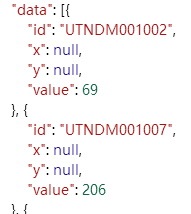 "data": [{
"id": "UTNDM001002",
"x": null,
"y": null,
"value": 69
}, {
"id": "UTNDM001007",
"x": null,
"y": null,
"value": 206
}, {